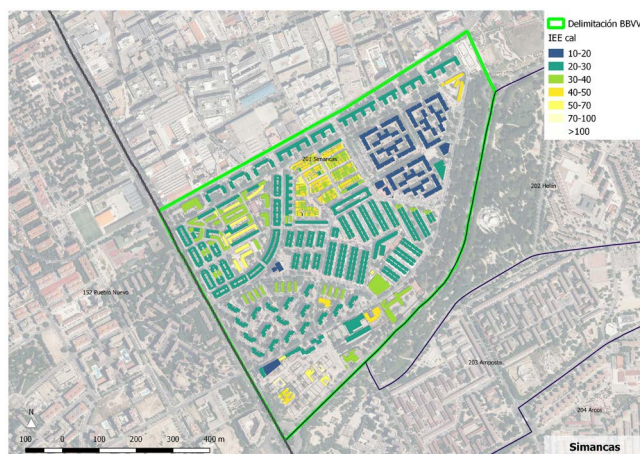 Delimitación BBVV
IEE cal
10-20
20-30
30-40
40-50
50-70
70-100
>100
201 Simancas
202 Hellín
152 Pueblo Nuevo
203 Amposta
204 Arcos
N
100 0 100 200 300 400 m
Simancas